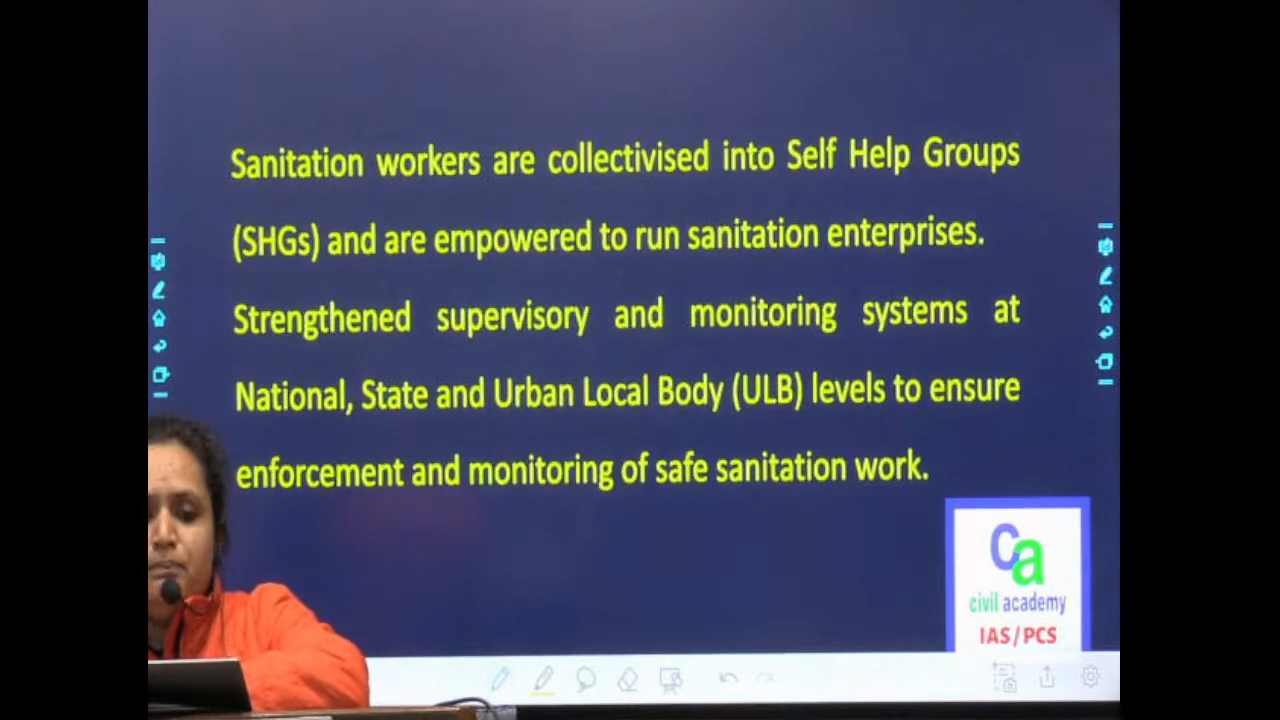 Sanitation workers are collectivised into Self Help Groups
(SHGs) and are empowered to run sanitation enterprises.
Strengthened supervisory and monitoring systems at
National, State and Urban Local Body (ULB) levels to ensure
enforcement and monitoring of safe sanitation work.
Ca
civil academy
IAS/PCS